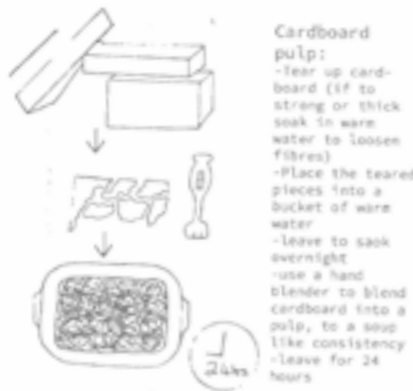 Cardboard
pulp:
-Tear up card-
board (if to
strong or thick
soak in warm
water to loosen
fibres)
-Place the teared
pieces into a
bucket of warm
water
-leave to saok
overnight
-use a hand
blender to blend
cardboard into a
pulp, to a soup
like consistency
-leave for 24
hours
24hrs